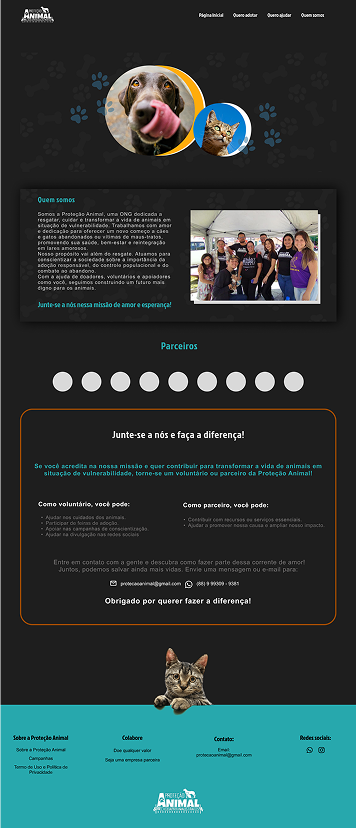 PROTEÇÃO
ANIMAL
Página Inicial
Quero adotar
Quero ajudar
Quem somos
Quem somos
Somos a Proteção Animal, uma ONG dedicada a
resgatar, cuidar e transformar a vida de animais em
situação de vulnerabilidade. Trabalhamos com amor
e dedicação para oferecer um novo começo a cães
e gatos abandonados ou vítimas de maus-tratos,
promovendo sua saúde, bem-estar e reintegração
em lares amorosos.
Nosso propósito vai além do resgate. Atuamos para
conscientizar a sociedade sobre a importância da
adoção responsável, do controle populacional e do
combate ao abandono.
Com a ajuda de doadores, voluntários e apoiadores
como você, seguimos construindo um futuro mais
digno para os animais.
Junte-se a nós nessa missão de amor e esperança!
Parceiros
Junte-se a nós e faça a diferença!
Se você acredita na nossa missão e quer contribuir para transformar a vida de animais em
situação de vulnerabilidade, torne-se um voluntário ou parceiro da Proteção Animal!
Como voluntário, você pode:
• Ajudar nos cuidados dos animais.
• Participar de feiras de adoção.
• Apoiar nas campanhas de conscientização.
• Ajudar na divulgação nas redes sociais
Como parceiro, você pode:
• Contribuir com recursos ou serviços essenciais.
• Ajudar a promover nossa causa e ampliar nosso impacto.
Entre em contato com a gente e descubra como fazer parte dessa corrente do amor!
Juntos, podemos salvar ainda mais vidas. Envie uma mensagem ou e-mail para:
protecaoanimal@gmail.com
(88) 9 99309 - 9381
Obrigado por querer fazer a diferença!
Sobre a Proteção Animal
Sobre a Proteção Animal
Campanhas
Termo de Uso e Política de
Privacidade
Colabore
Doe qualquer valor
Seja uma empresa parceira
Contato:
Email:
protecaoanimal@gmail.com
Redes sociais:
PROTEÇÃO
ANIMAL